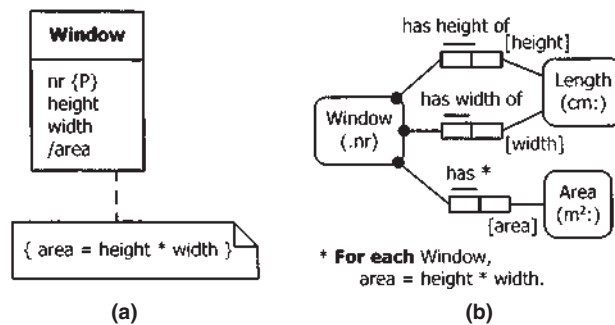 Window
nr {P}
height
width
/area
{ area = height * width }
(a)
has height of
[height]
Length
(cm:)
has width of
Window
(.nr)
[width]
has *
Area
(m²:)
[area]
* For each Window,
area = height * width.
(b)